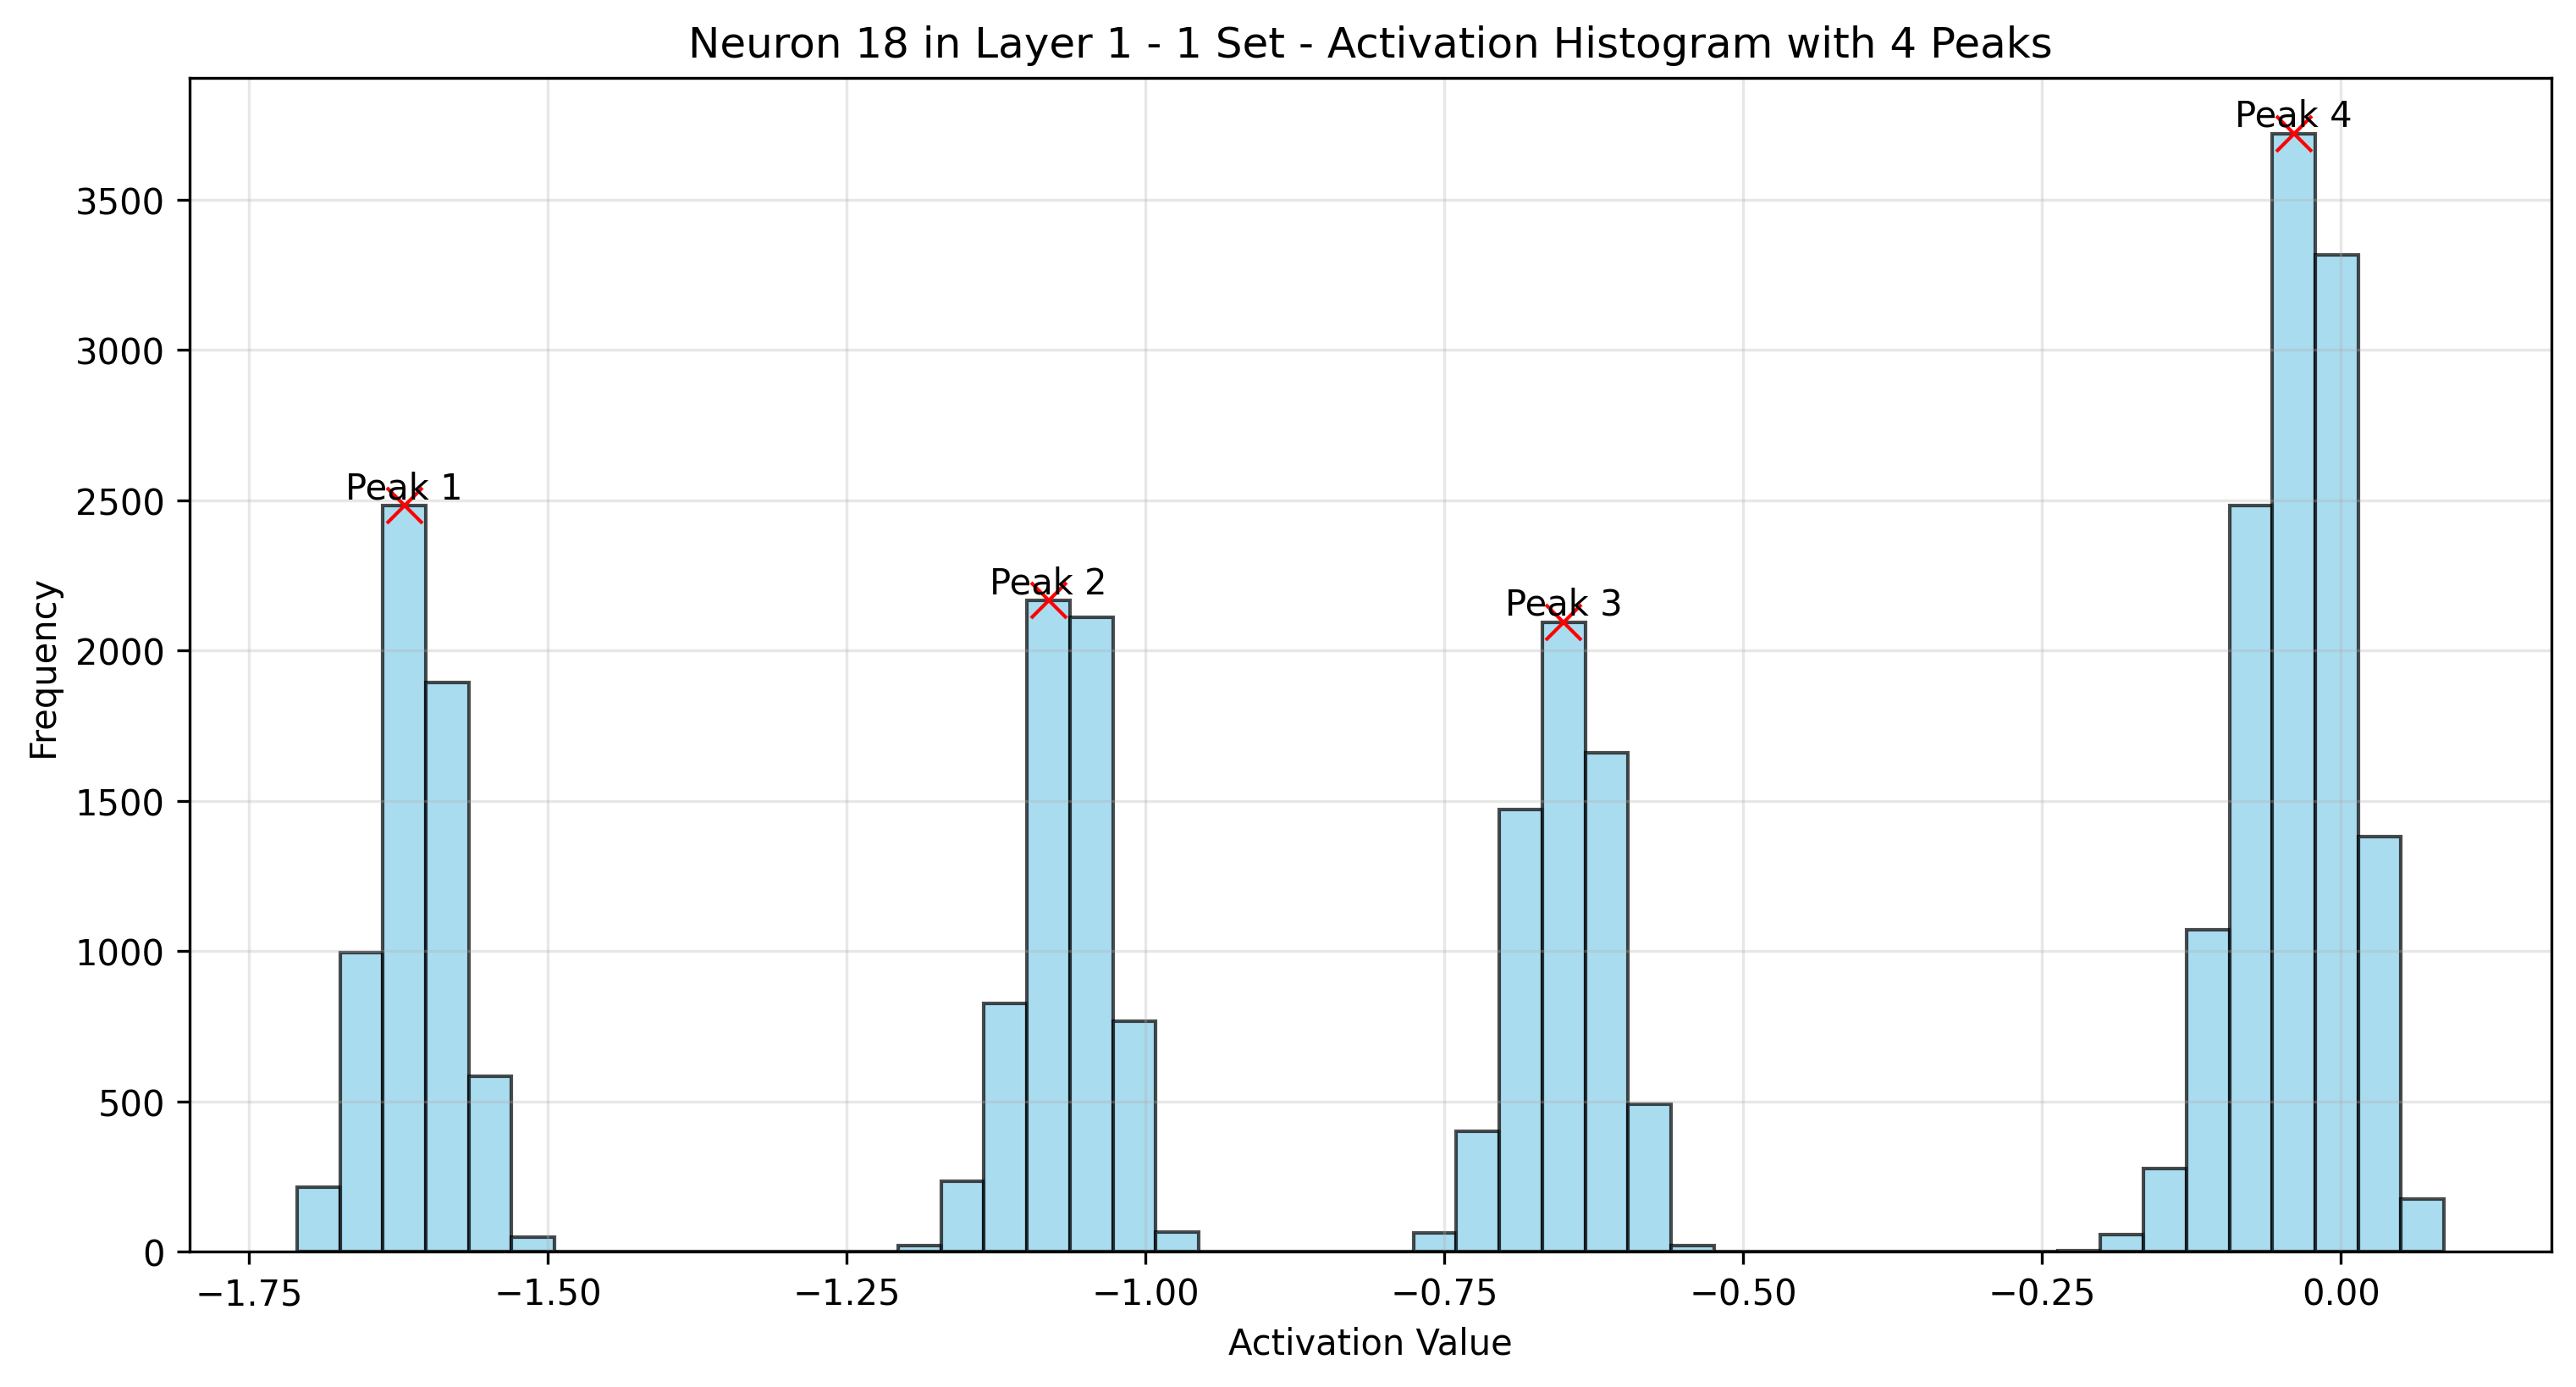 Neuron 18 in Layer 1 - 1 Set - Activation Histogram with 4 Peaks
Peak 4
Peak 1
Peak 2
Peak 3
Frequency
3500
3000
2500
2000
1500
1000
500
0
−1.75 −1.50 −1.25 −1.00 −0.75 −0.50 −0.25 0.00
Activation Value